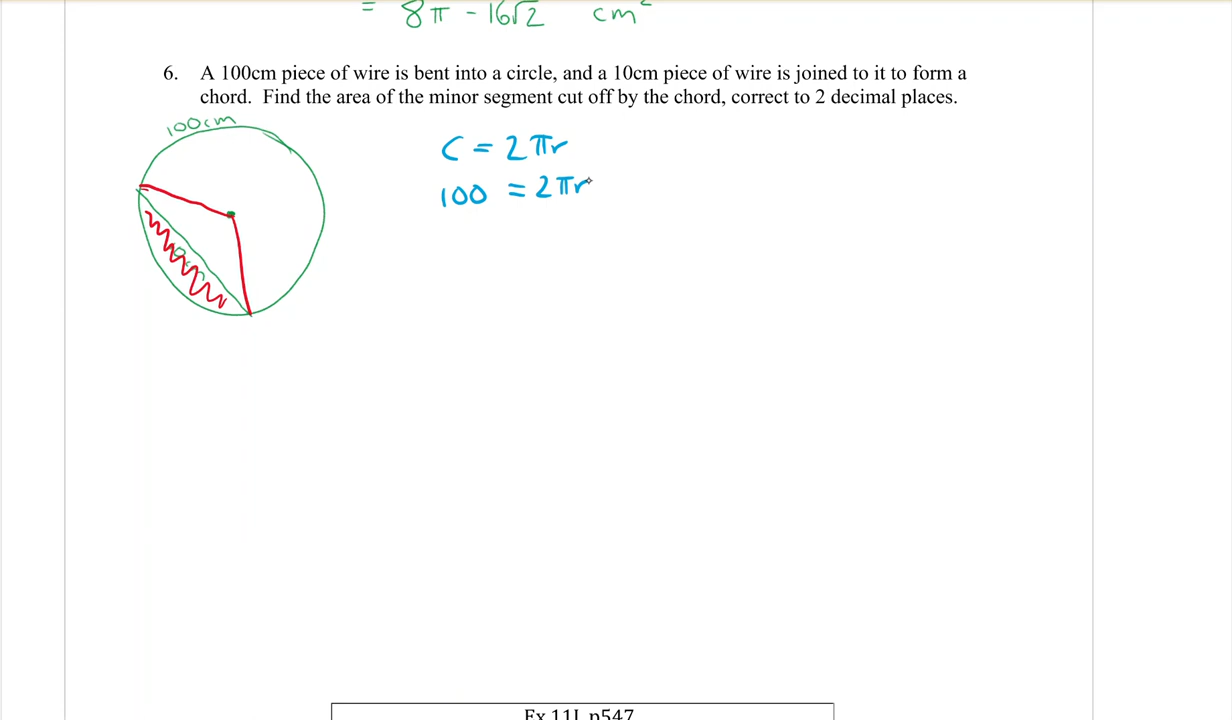 = 8π - 16√2 cm²
6. A 100cm piece of wire is bent into a circle, and a 10cm piece of wire is joined to it to form a
chord. Find the area of the minor segment cut off by the chord, correct to 2 decimal places.
100cm
C = 2πr
100 = 2πr
Ex 11I p547